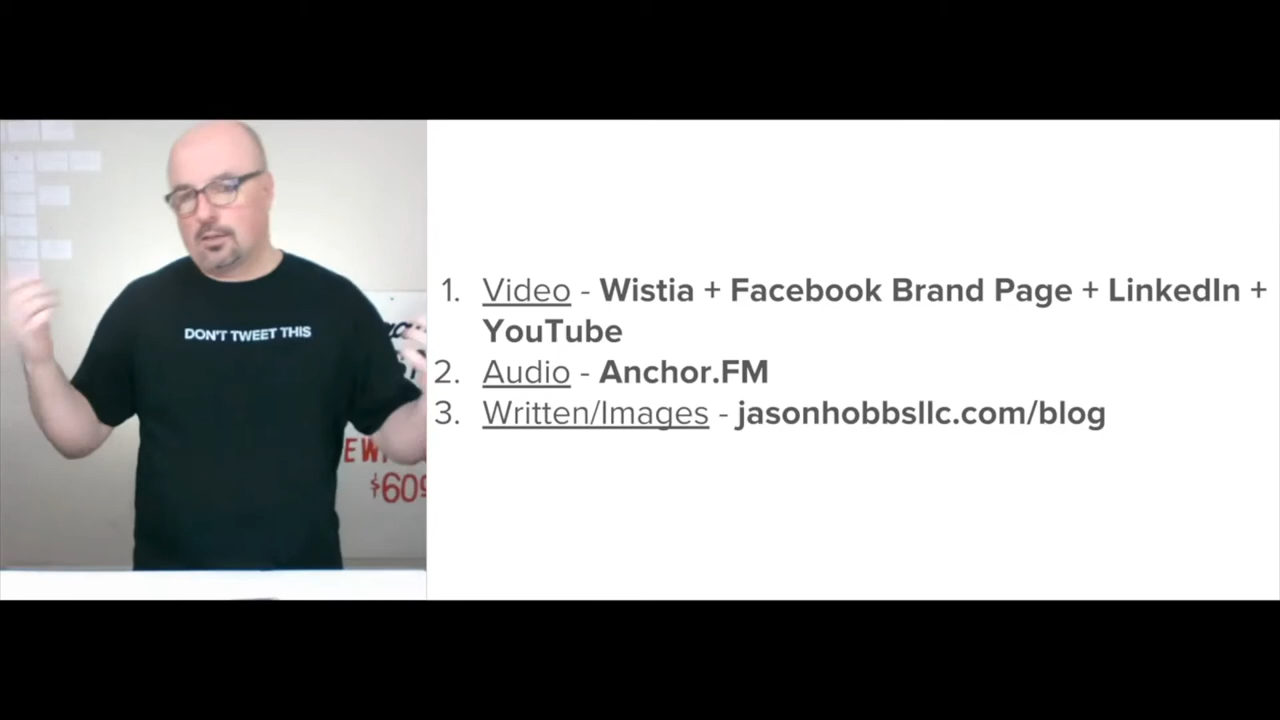 DON'T TWEET THIS
1. Video - Wistia + Facebook Brand Page + LinkedIn +
YouTube
2. Audio - Anchor.FM
3. Written/Images - jasonhobbsllc.com/blog
$60